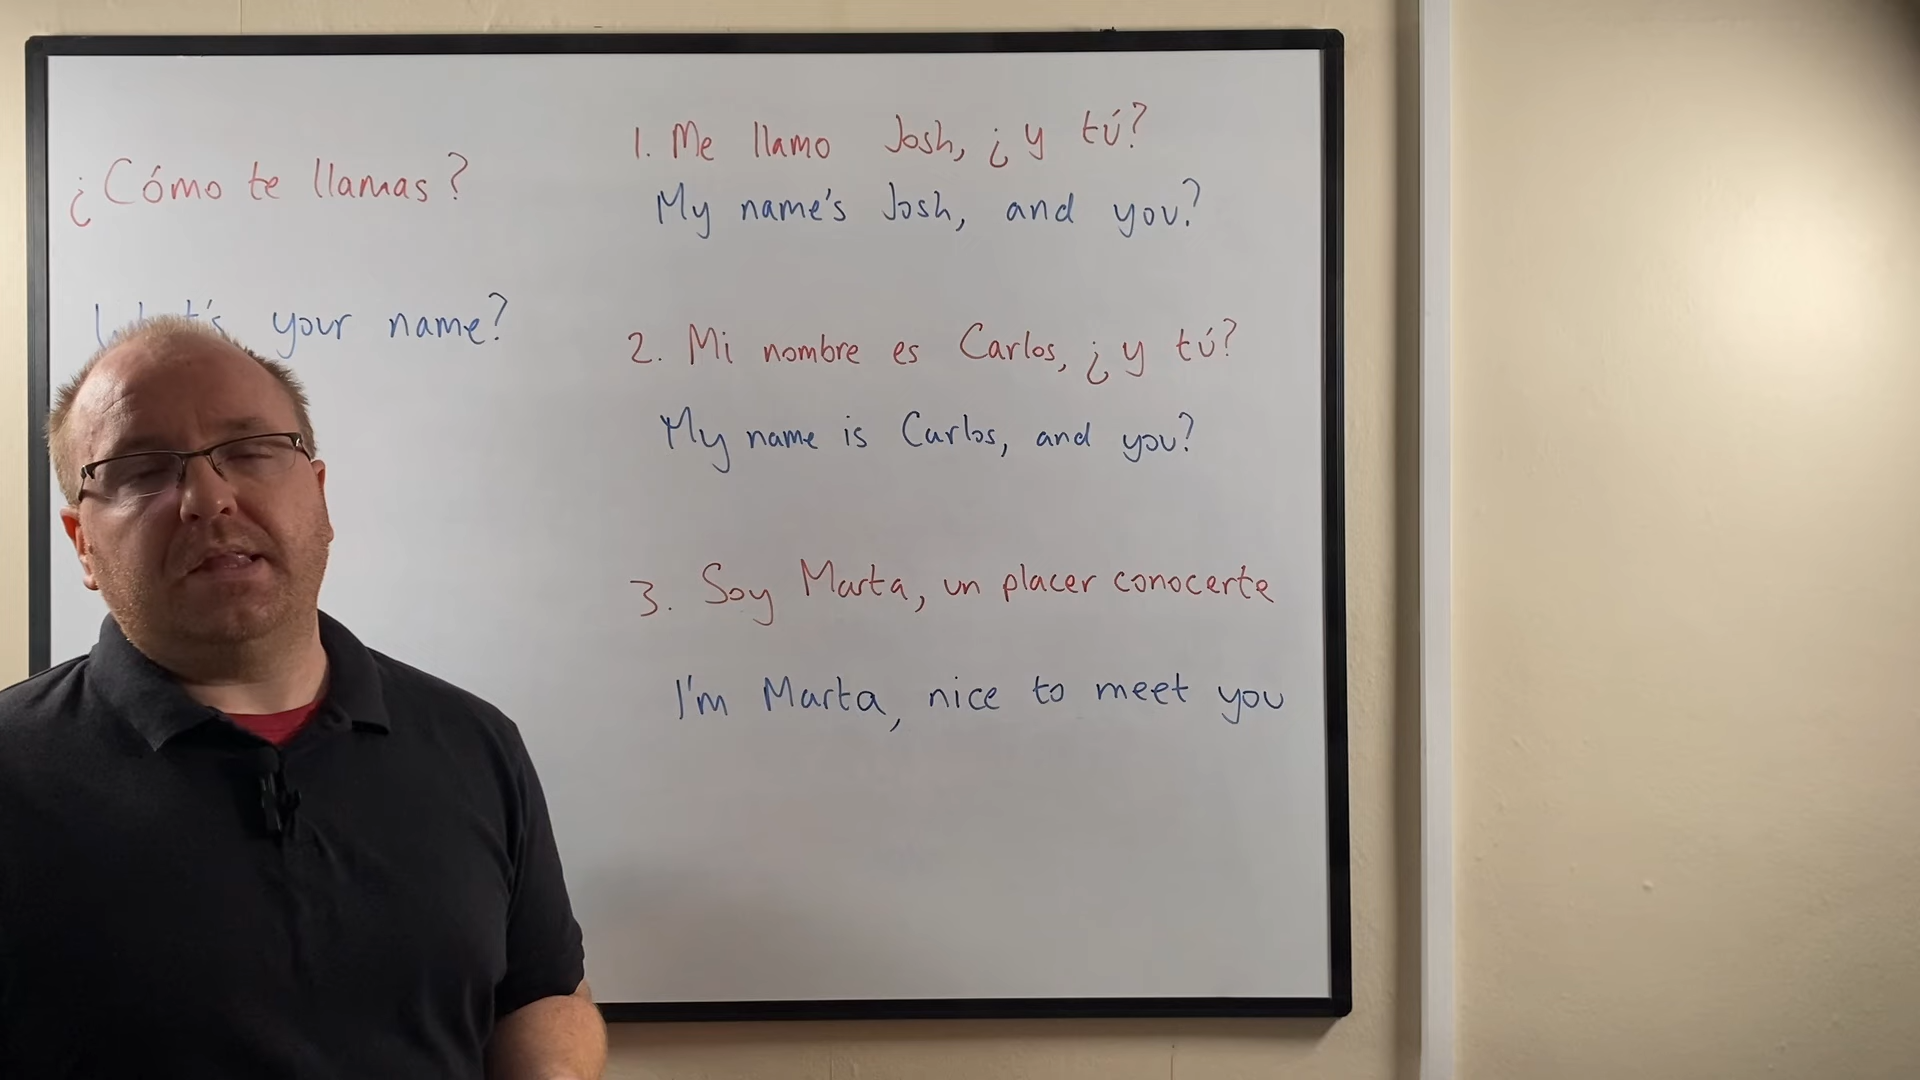 ¿Cómo te llamas?
your name?
1. Me llamo Josh, ¿y tú?
My name's Josh, and you?
2. Mi nombre es Carlos, ¿y tú?
My name is Carlos, and you?
3. Soy Marta, un placer conocerte
I'm Marta, nice to meet you